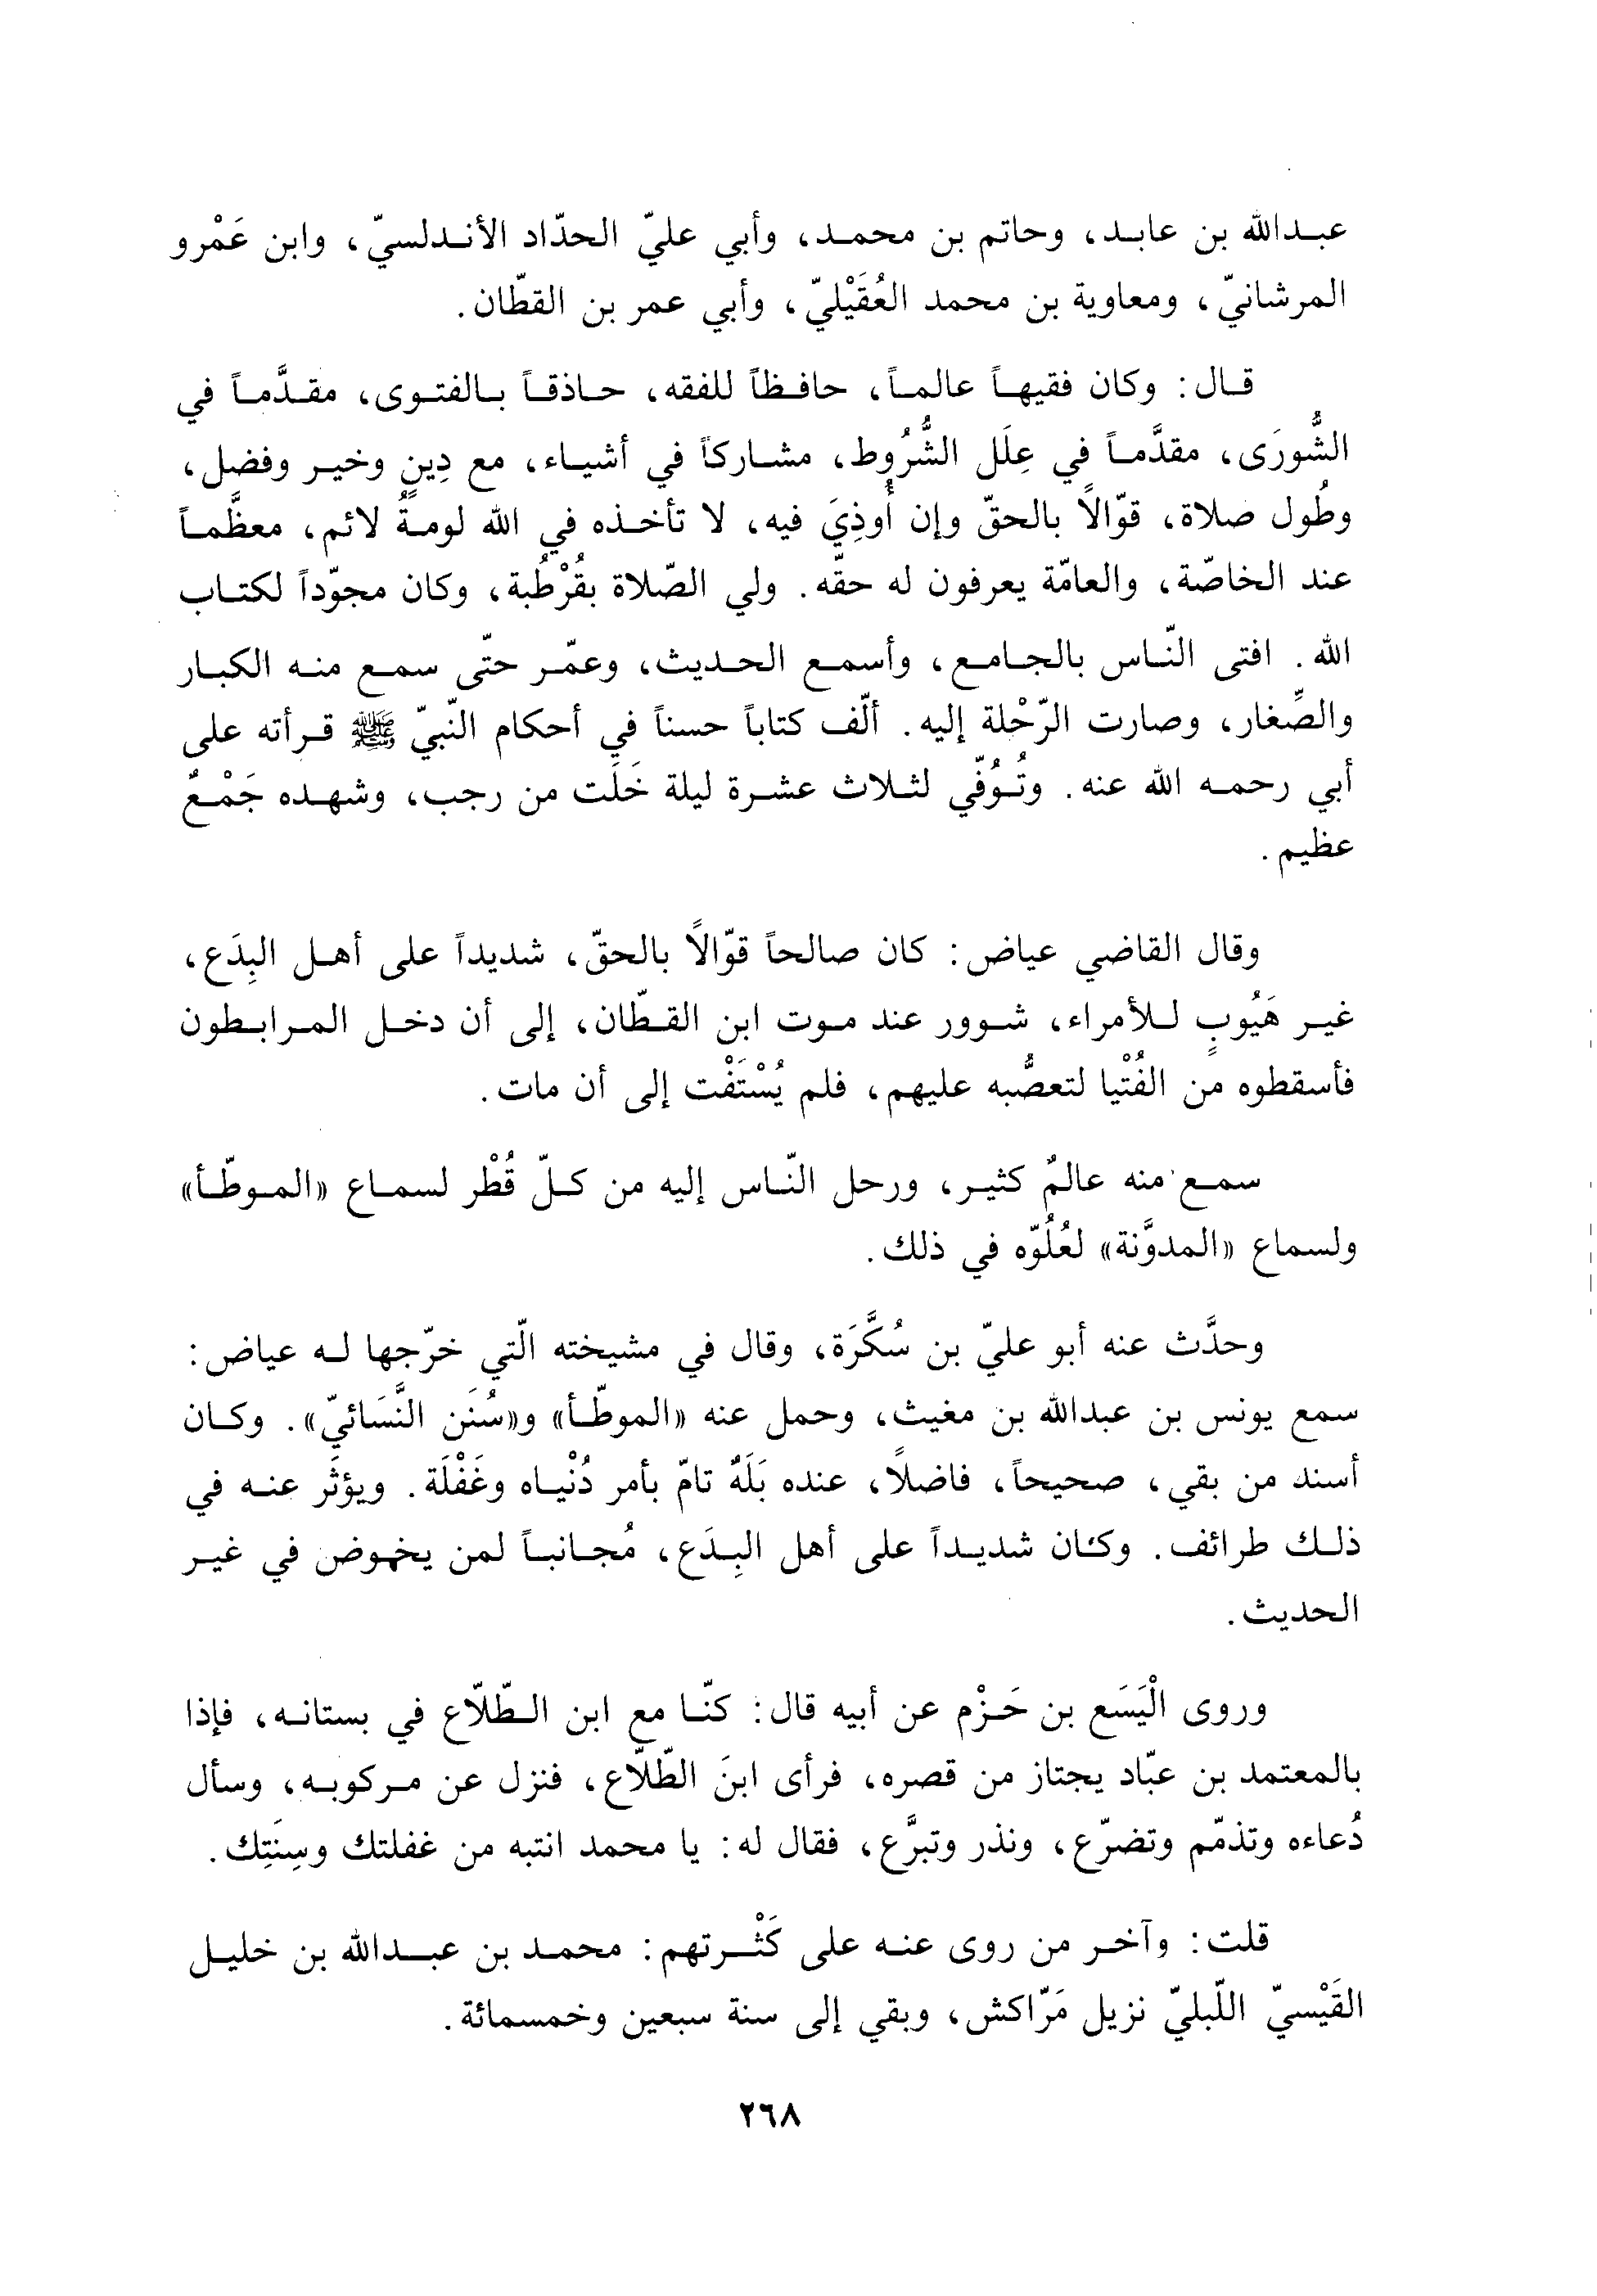 عبدالله بن عابد، وحاتم بن محمد، وأبي عليّ الحدّاد الأندلسيّ، وابن عَمْرو
المرشانيّ، ومعاوية بن محمد العُقَيْليّ، وأبي عمر بن القطّان.
قال: وكان فقيهاً عالماً، حافظاً للفقه، حاذقاً بالفتوى، مقدَّماً في
الشُّورَى، مقدَّماً في عِلَل الشُّرُوط، مشاركاً في أشياء، مع دِينٍ وخير وفضل،
وطُول صلاة، قوّالاً بالحقّ وإن أُوذِيَ فيه، لا تأخذه في الله لومةُ لائم، معظَّماً
عند الخاصّة، والعامّة يعرفون له حقّه. ولي الصّلاة بقُرْطُبة، وكان مجوّداً لكتاب
الله. افتى النّاس بالجامع، وأسمع الحديث، وعمّر حتّى سمع منه الكبار
والصِّغار، وصارت الرّحْلة إليه. ألّف كتاباً حسناً في أحكام النّبيّ ﷺ قرأته على
أبي رحمه الله عنه. وتُوُفّي لثلاث عشرة ليلة خَلَت من رجب، وشهده جَمْعٌ
عظيم.
وقال القاضي عياض: كان صالحاً قوّالاً بالحقّ، شديداً على أهل البِدَع،
غير هَيُوبٍ للأمراء، شوور عند موت ابن القطّان، إلى أن دخل المرابطون
فأسقطوه من الفُتْيا لتعصُّبه عليهم، فلم يُسْتَفْت إلى أن مات.
سمع منه عالمٌ كثير، ورحل النّاس إليه من كلّ قُطْر لسماع «الموطّأ»
ولسماع «المدوَّنة» لعُلُوّه في ذلك.
وحدَّث عنه أبو عليّ بن سُكَّرَة، وقال في مشيخته الّتي خرّجها له عياض:
سمع يونس بن عبدالله بن مغيث، وحمل عنه «الموطّأ» و«سُنَن النَّسَائيّ». وكان
أسند من بقي، صحيحاً، فاضلاً، عنده بَلَهٌ تامّ بأمر دُنْياه وغَفْلَة. ويؤثَر عنه في
ذلك طرائف. وكان شديداً على أهل البِدَع، مُجانباً لمن يخوض في غير
الحديث.
وروى الْيَسَع بن حَزْم عن أبيه قال: كنّا مع ابن الطّلّاع في بستانه، فإذا
بالمعتمد بن عبّاد يجتاز من قصره، فرأى ابنَ الطّلّاع، فنزل عن مركوبه، وسأل
دُعاءه وتذمّم وتضرّع، ونذر وتبرَّع، فقال له: يا محمد انتبه من غفلتك وسِنَتِك.
قلت: وآخر من روى عنه على كَثْرتهم: محمد بن عبدالله بن خليل
القَيْسيّ اللّبليّ نزيل مَرّاكش، وبقي إلى سنة سبعين وخمسمائة.
٢٦٨